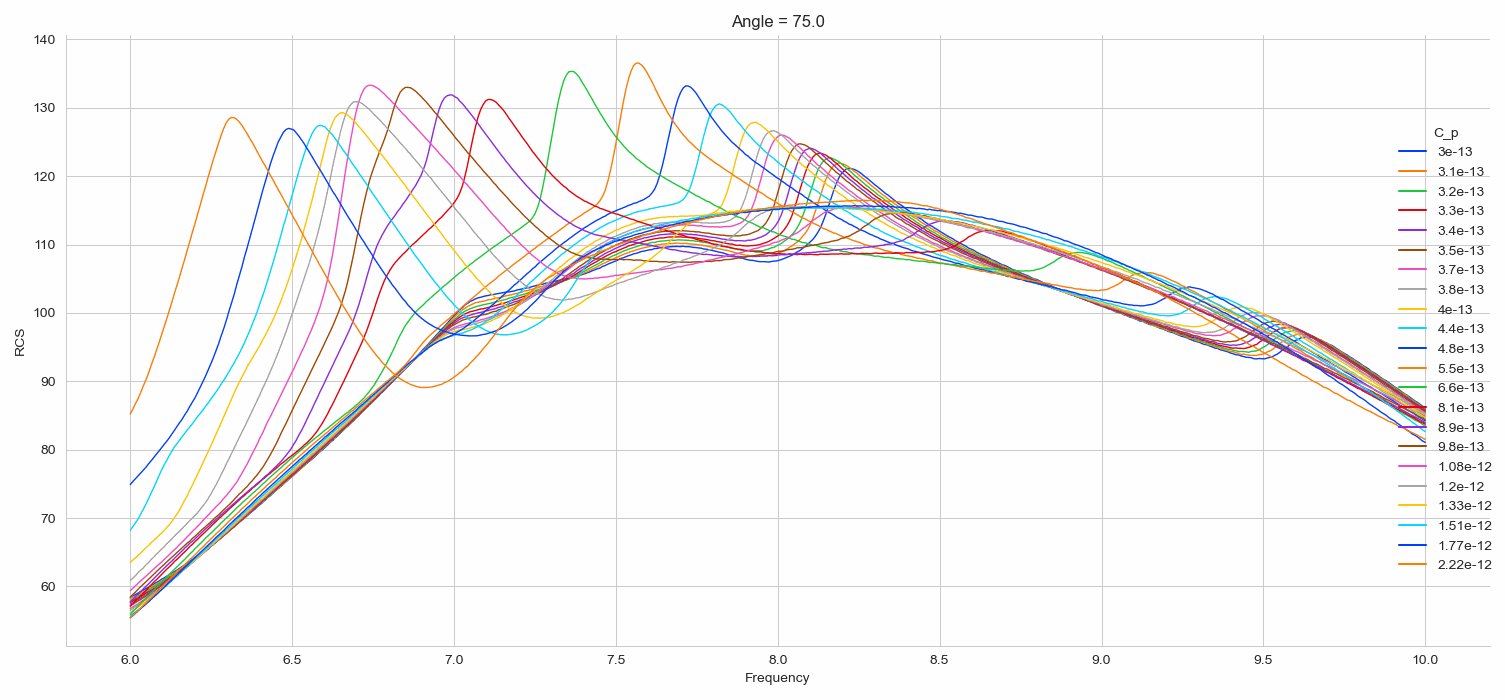 Angle = 75.0
140
130
120
110
100
90
80
70
60
RCS
6.0 6.5 7.0 7.5 8.0 8.5 9.0 9.5 10.0
Frequency
C_p
3e-13
3.1e-13
3.2e-13
3.3e-13
3.4e-13
3.5e-13
3.7e-13
3.8e-13
4e-13
4.4e-13
4.8e-13
5.5e-13
6.6e-13
8.1e-13
8.9e-13
9.8e-13
1.08e-12
1.2e-12
1.33e-12
1.51e-12
1.77e-12
2.22e-12